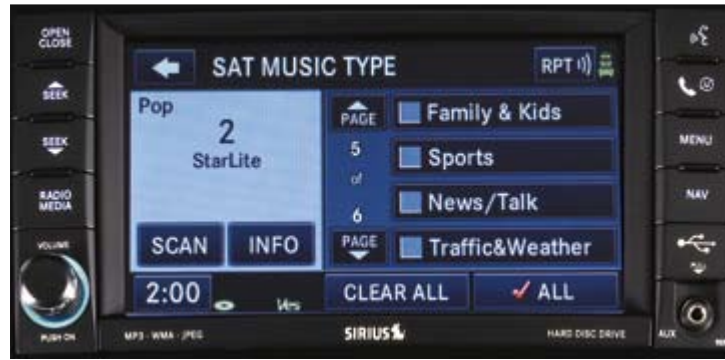 OPEN
CLOSE
SEEK
SEEK
RADIO
MEDIA
VOLUME
PUSH ON
SAT MUSIC TYPE
RPT
Pop
2
StarLite
SCAN
INFO
PAGE
5
of
6
PAGE
Family & Kids
Sports
News/Talk
Traffic&Weather
2:00
CLEAR ALL
ALL
MP3 - WMA - JPEG
SIRIUS
HARD DISC DRIVE
MENU
NAV
AUX